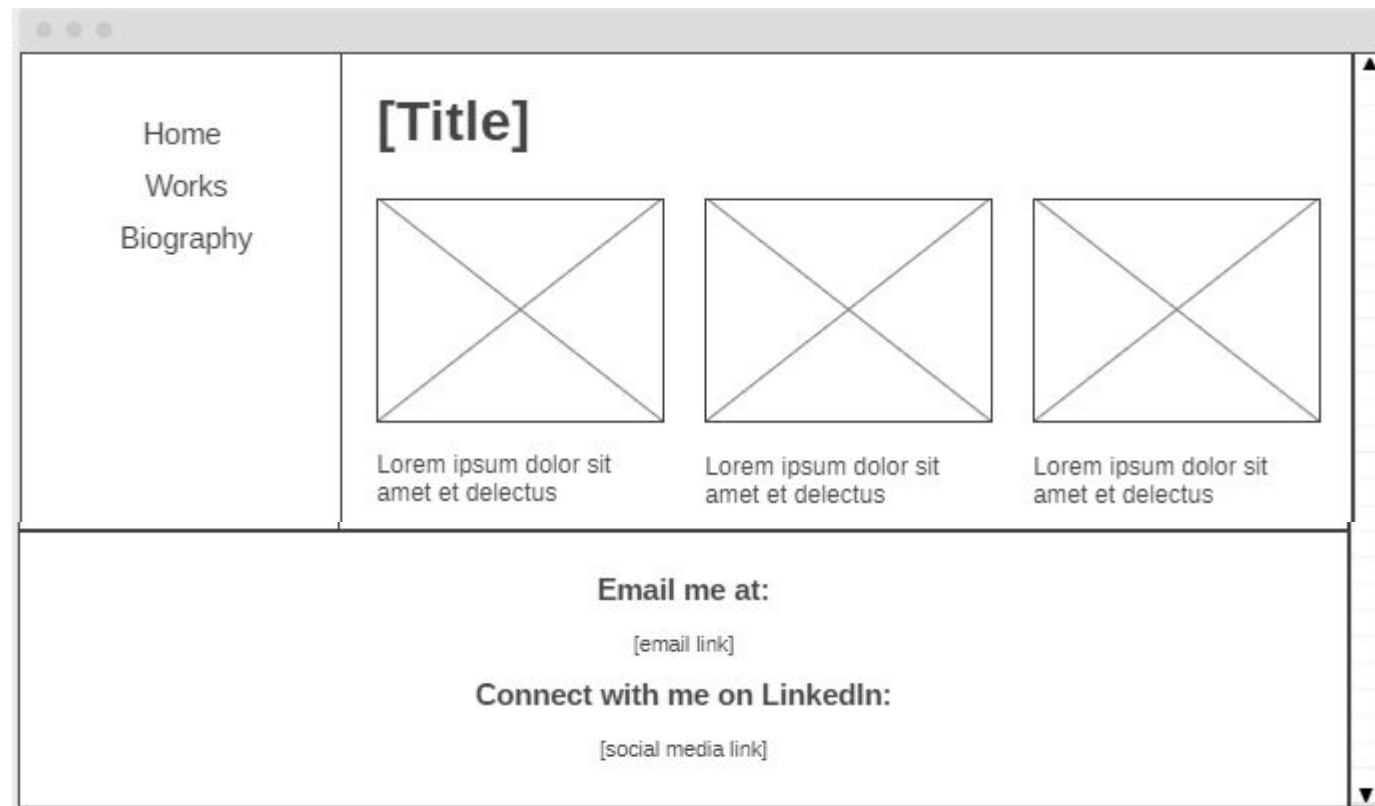 Home
Works
Biography
[Title]
Lorem ipsum dolor sit
amet et delectus
Lorem ipsum dolor sit
amet et delectus
Lorem ipsum dolor sit
amet et delectus
Email me at:
[email link]
Connect with me on LinkedIn:
[social media link]